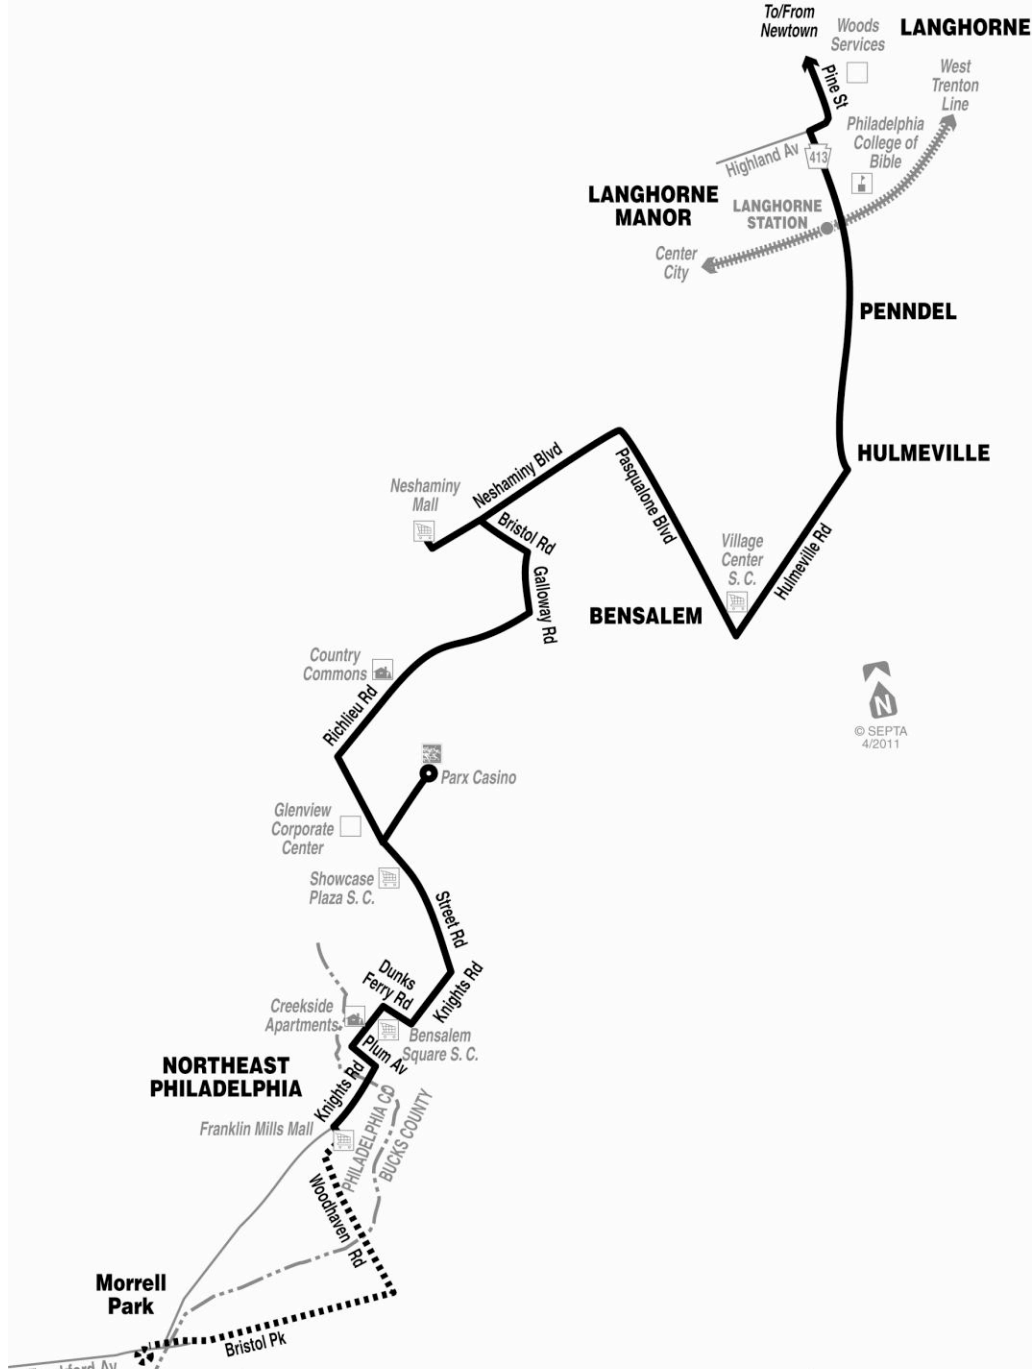 To/From
Newtown
Woods
Services
LANGHORNE
Pine St
West
Trenton
Line
Philadelphia
College of
Bible
Highland Av
413
LANGHORNE
MANOR
LANGHORNE
STATION
Center
City
PENNDEL
HULMEVILLE
Neshaminy Blvd
Pasqualone Blvd
Neshaminy
Mall
Bristol Rd
Village
Center
S. C.
Hulmeville Rd
Galloway Rd
BENSALEM
Country
Commons
Richlieu Rd
N
© SEPTA
4/2011
Parx Casino
Glenview
Corporate
Center
Showcase
Plaza S. C.
Street Rd
Dunks
Ferry Rd
Knights Rd
Creekside
Apartments
Bensalem
Square S. C.
Plum Av
NORTHEAST
PHILADELPHIA
Knights Rd
Franklin Mills Mall
PHILADELPHIA CO
BUCKS COUNTY
Woodhaven Rd
Morrell
Park
Bristol Pk